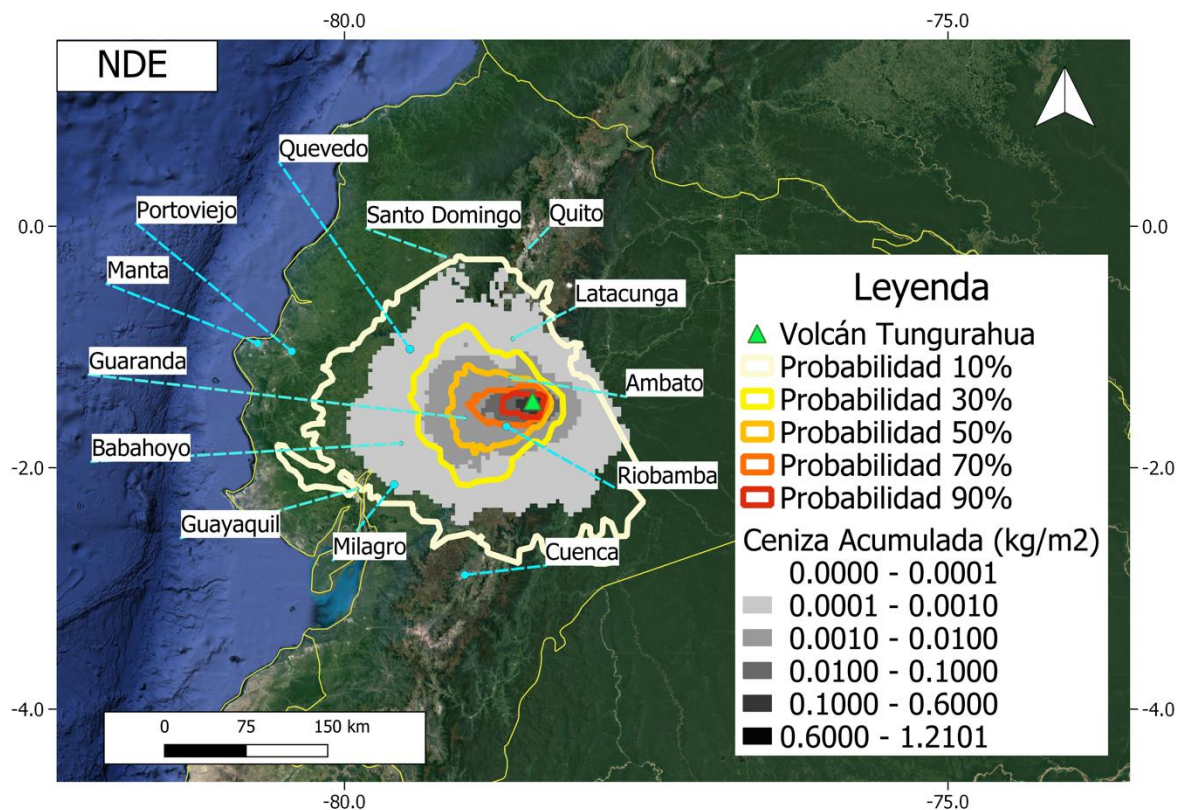 -80.0
-75.0
NDE
Quevedo
Portoviejo
Santo Domingo
Quito
0.0
0.0
Manta
Latacunga
Guaranda
Ambato
Babahoyo
Riobamba
-2.0
-2.0
Guayaquil
Milagro
Cuenca
Leyenda
Volcán Tungurahua
Probabilidad 10%
Probabilidad 30%
Probabilidad 50%
Probabilidad 70%
Probabilidad 90%
Ceniza Acumulada (kg/m2)
0.0000 - 0.0001
0.0001 - 0.0010
0.0010 - 0.0100
0.0100 - 0.1000
0.1000 - 0.6000
0.6000 - 1.2101
-4.0
-4.0
0 75 150 km
-80.0
-75.0